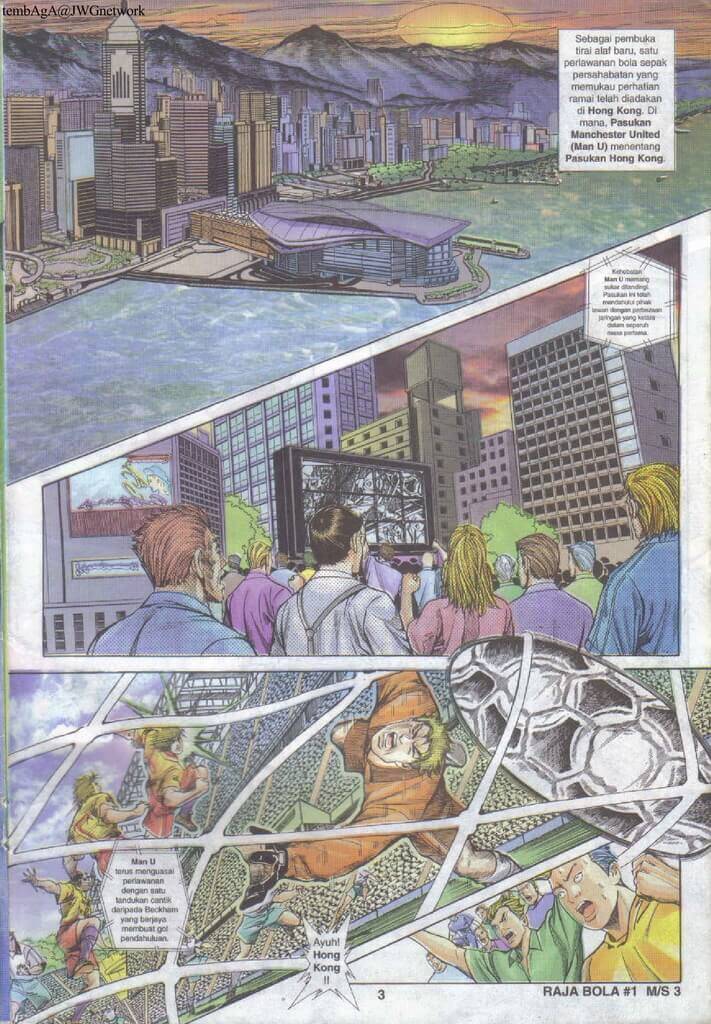 tembAgA@JWGnetwork
Sebagai pembuka
tirai alaf baru, satu
perlawanan bola sepak
persahabatan yang
memukau perhatian
ramai telah diadakan
di Hong Kong. Di
mana, Pasukan
Manchester United
(Man U) menentang
Pasukan Hong Kong.
Kehebatan
Man U memang
sukar ditandingi.
Pasukan ini telah
mendahului pihak
lawan dengan perbezaan
jaringan yang ketara
dalam separuh
masa pertama.
Man U
terus menguasai
perlawanan
dengan satu
tandukan cantik
daripada Beckham
yang berjaya
membuat gol
pendahuluan.
Ayuh!
Hong
Kong
!!
3
RAJA BOLA #1 M/S 3